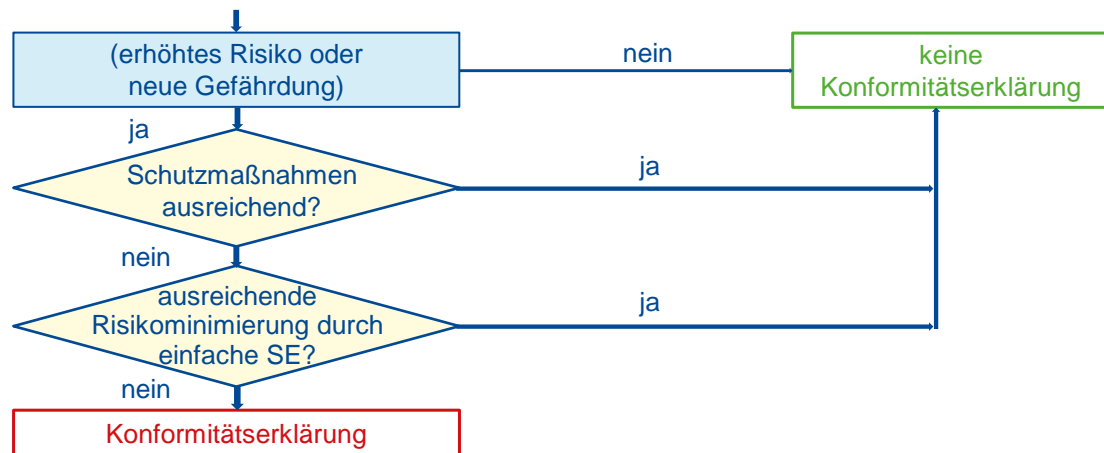 (erhöhtes Risiko oder
neue Gefährdung)
nein
keine
Konformitätserklärung
ja
Schutzmaßnahmen
ausreichend?
ja
nein
ausreichende
Risikominimierung durch
einfache SE?
ja
nein
Konformitätserklärung